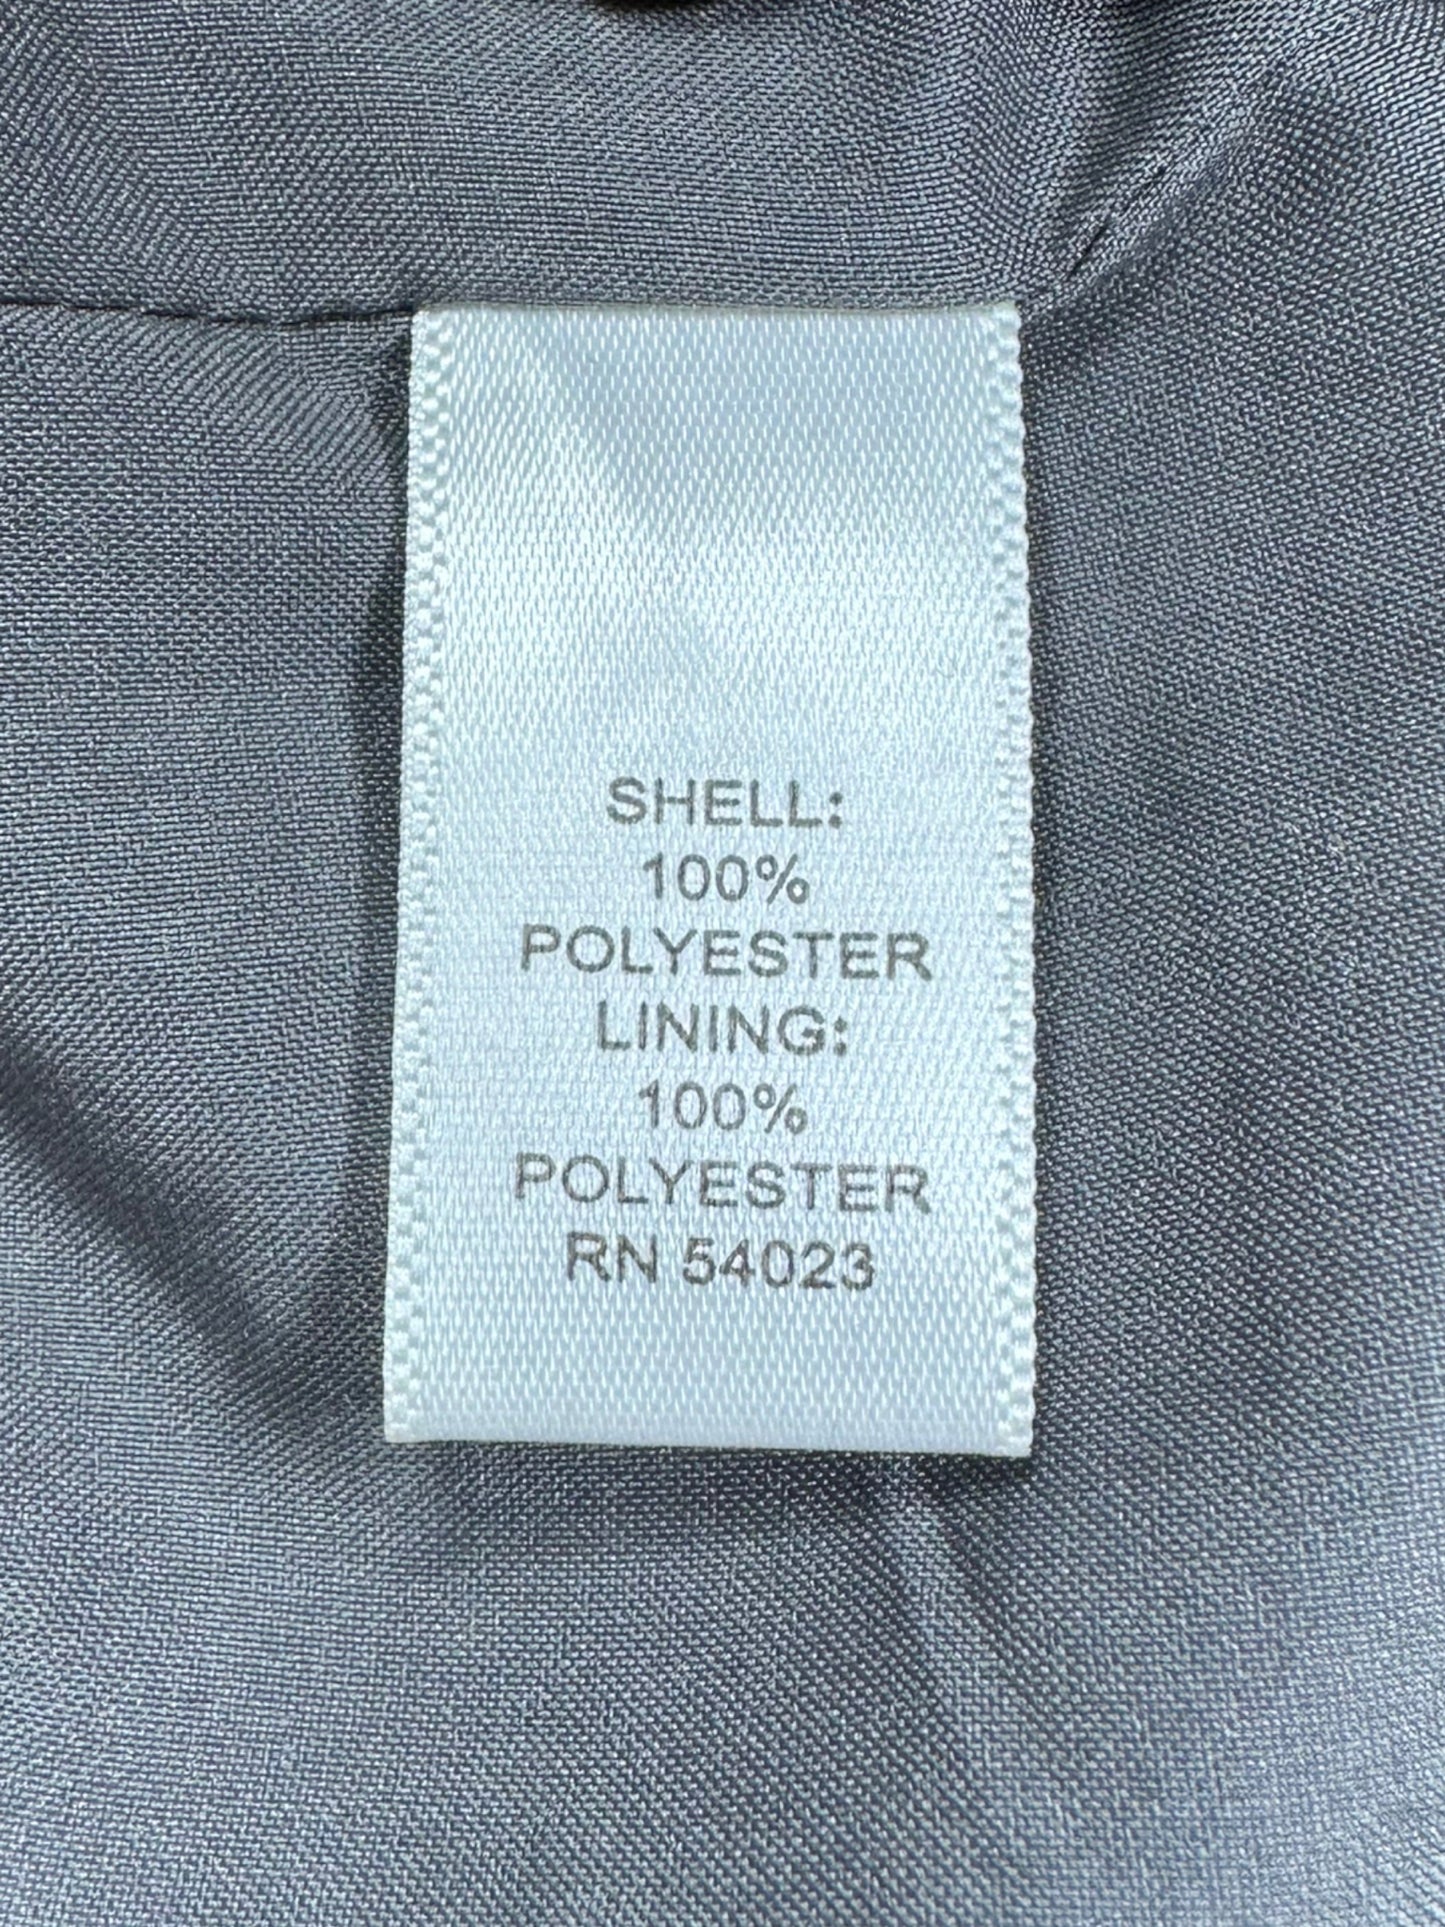 SHELL:
100%
POLYESTER
LINING:
100%
POLYESTER
RN 54023